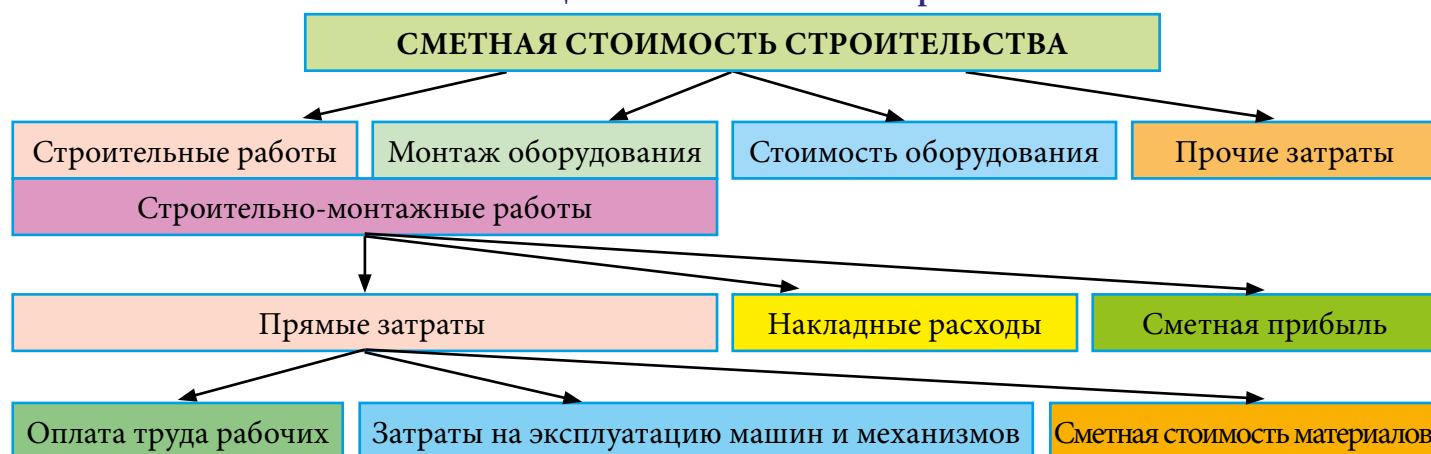 СМЕТНАЯ СТОИМОСТЬ СТРОИТЕЛЬСТВА
Строительные работы
Монтаж оборудования
Стоимость оборудования
Прочие затраты
Строительно-монтажные работы
Прямые затраты
Накладные расходы
Сметная прибыль
Оплата труда рабочих
Затраты на эксплуатацию машин и механизмов
Сметная стоимость материалов